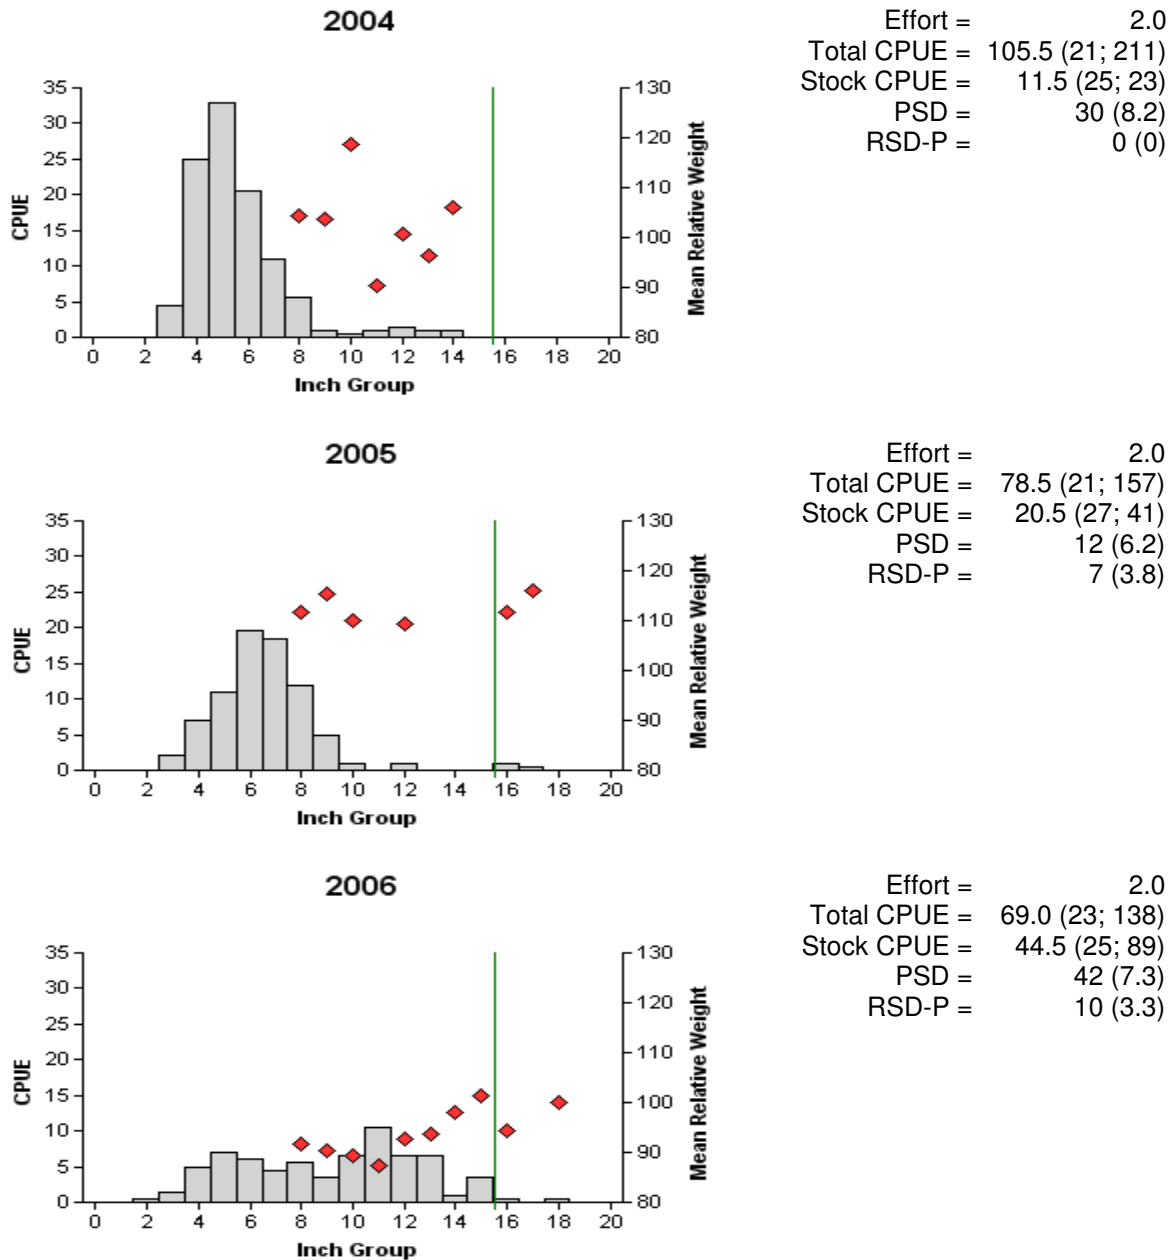 2004
Effort = 2.0
Total CPUE = 105.5 (21; 211)
Stock CPUE = 11.5 (25; 23)
PSD = 30 (8.2)
RSD-P = 0 (0)
35 130
30 120
25
20 110
15 100
10 90
5
0 80
CPUE
Mean Relative Weight
0 2 4 6 8 10 12 14 16 18 20
Inch Group
2005
Effort = 2.0
Total CPUE = 78.5 (21; 157)
Stock CPUE = 20.5 (27; 41)
PSD = 12 (6.2)
RSD-P = 7 (3.8)
35 130
30 120
25
20 110
15 100
10 90
5
0 80
CPUE
Mean Relative Weight
0 2 4 6 8 10 12 14 16 18 20
Inch Group
2006
Effort = 2.0
Total CPUE = 69.0 (23; 138)
Stock CPUE = 44.5 (25; 89)
PSD = 42 (7.3)
RSD-P = 10 (3.3)
35 130
30 120
25
20 110
15 100
10 90
5
0 80
CPUE
Mean Relative Weight
0 2 4 6 8 10 12 14 16 18 20
Inch Group